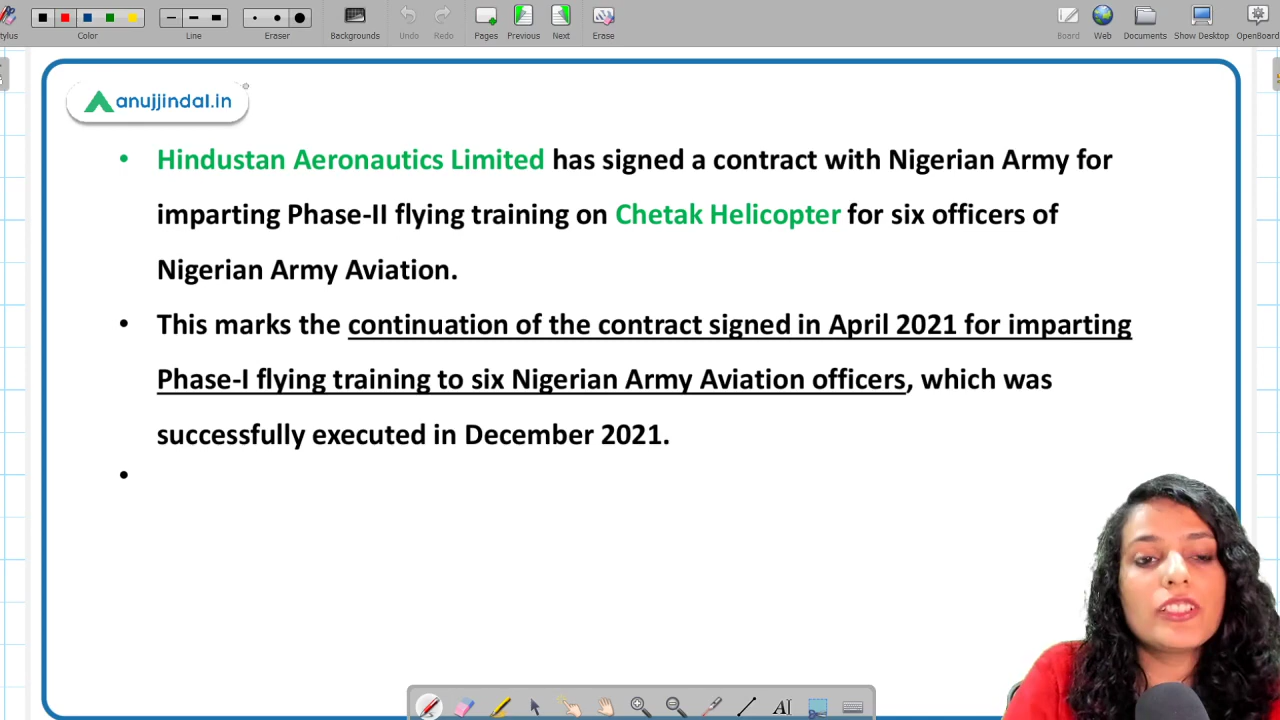 tylus
Color
Line
Eraser
Backgrounds
Undo
Redo
Pages
Previous
Next
Erase
Board
Web
Documents
Show Desktop
OpenBoard
anujjindal.in
• Hindustan Aeronautics Limited has signed a contract with Nigerian Army for
imparting Phase-II flying training on Chetak Helicopter for six officers of
Nigerian Army Aviation.
• This marks the continuation of the contract signed in April 2021 for imparting
Phase-I flying training to six Nigerian Army Aviation officers, which was
successfully executed in December 2021.
•